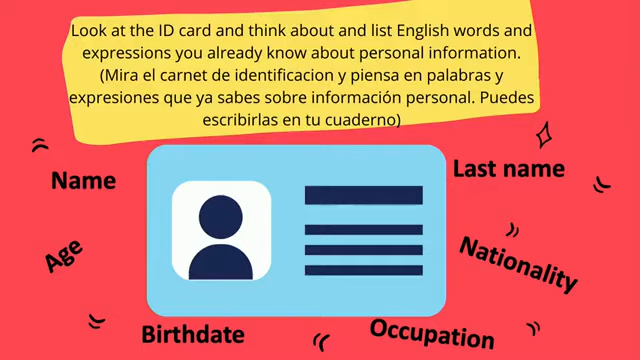 Look at the ID card and think about and list English words and
expressions you already know about personal information.
(Mira el carnet de identificacion y piensa en palabras y
expresiones que ya sabes sobre información personal. Puedes
escribirlas en tu cuaderno)
Name
Last name
Age
Nationality
Birthdate
Occupation